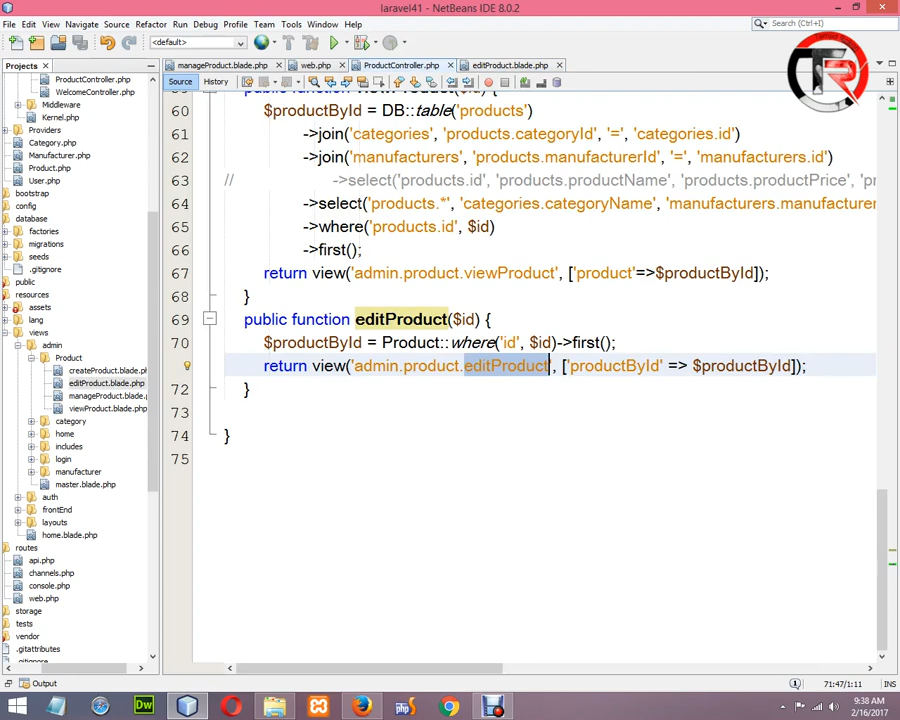 laravel41 - NetBeans IDE 8.0.2
File Edit View Navigate Source Refactor Run Debug Profile Team Tools Window Help
Search (Ctrl+I)
<default>
Projects
manageProduct.blade.php
web.php
ProductController.php
editProduct.blade.php
Source History
ProductController.php
WelcomeController.php
Middleware
Kernel.php
Providers
Category.php
Manufacturer.php
Product.php
User.php
bootstrap
config
database
factories
migrations
seeds
.gitignore
public
resources
assets
lang
views
admin
Product
createProduct.blade.ph
editProduct.blade.php
manageProduct.blade.p
viewProduct.blade.php
category
home
includes
login
manufacturer
master.blade.php
auth
frontEnd
layouts
home.blade.php
routes
api.php
channels.php
console.php
web.php
storage
tests
vendor
.gitattributes
.gitignore
60 $productById = DB::table('products')
61 ->join('categories', 'products.categoryId', '=', 'categories.id')
62 ->join('manufacturers', 'products.manufacturerId', '=', 'manufacturers.id')
63 // ->select('products.id', 'products.productName', 'products.productPrice', 'pr
64 ->select('products.*', 'categories.categoryName', 'manufacturers.manufacturer
65 ->where('products.id', $id)
66 ->first();
67 return view('admin.product.viewProduct', ['product'=>$productById]);
68 }
69 public function editProduct($id) {
70 $productById = Product::where('id', $id)->first();
return view('admin.product.editProduct', ['productById' => $productById]);
72 }
73
74 }
75
Output
71:47/1:11 INS
9:38 AM
2/16/2017